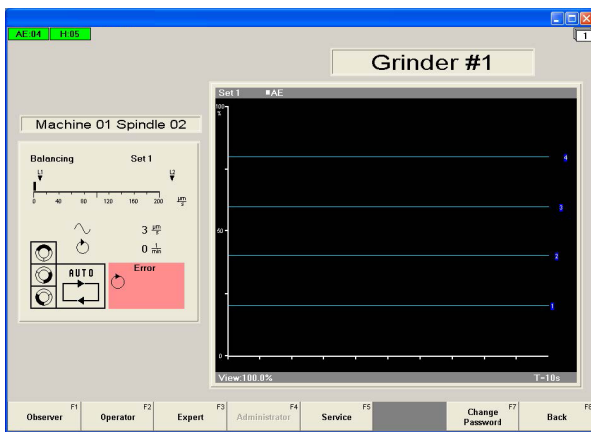 AE:04 H:05
1
Grinder #1
Set 1 ■AE
100
%
4
3
50
2
1
0
View:100.0% T=10s
Machine 01 Spindle 02
Balancing Set 1
L1 L2
0 40 80 120 160 200 µm/s
3 µm/s
0 1/min
AUTO
Error
F1 F2 F3 F4 F5 F7 F8
Observer Operator Expert Administrator Service Change Password Back